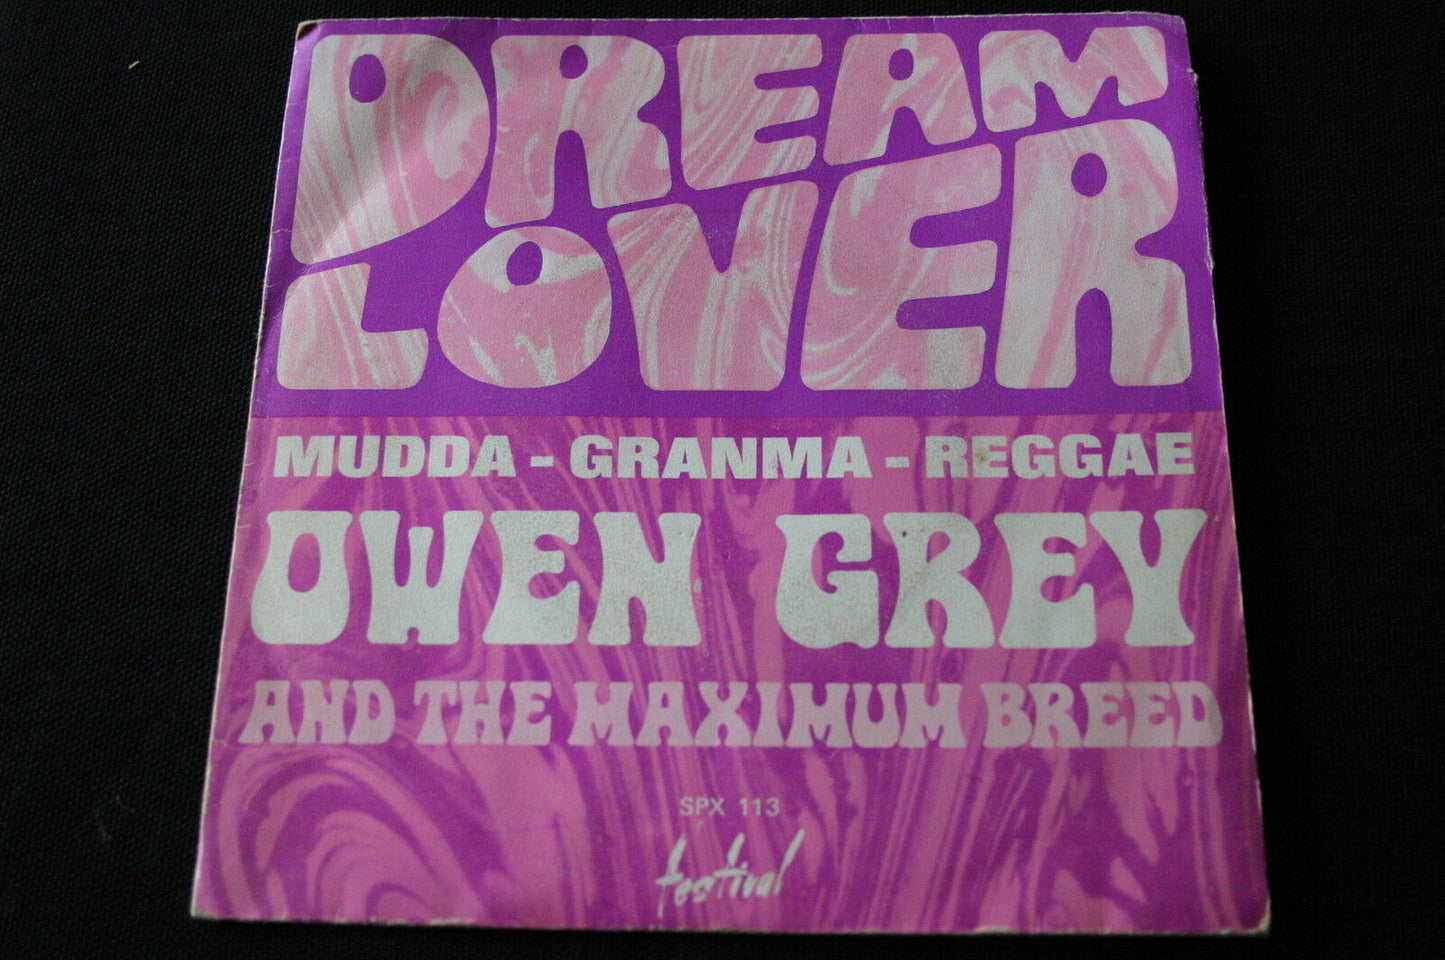 DREAM
LOVER
MUDDA - GRANMA - REGGAE
OWEN GREY
AND THE MAXIMUM BREED
SPX 113
festival